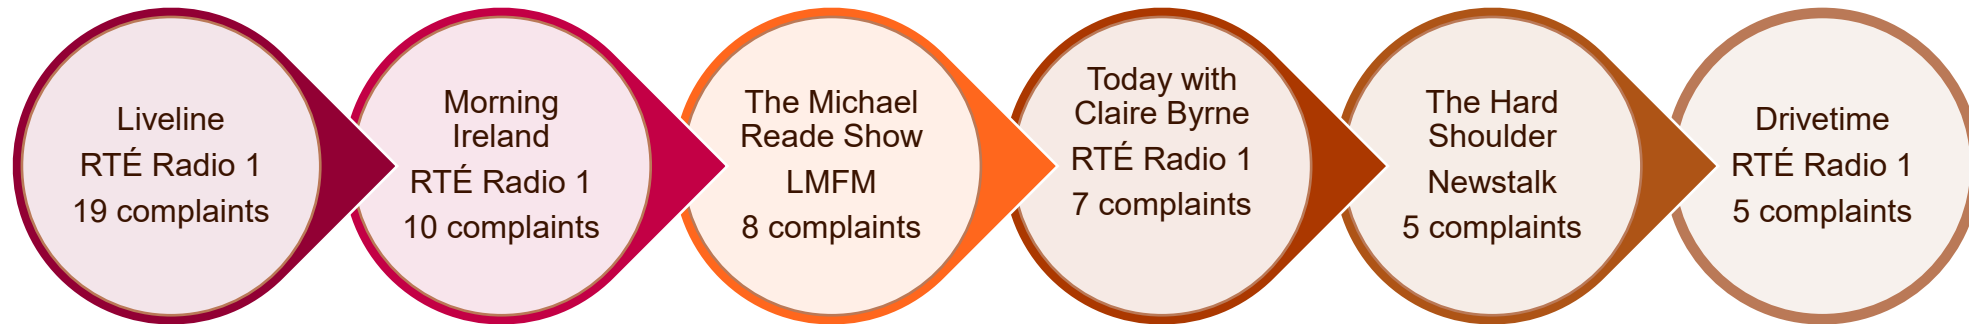 Liveline
RTÉ Radio 1
19 complaints
Morning
Ireland
RTÉ Radio 1
10 complaints
The Michael
Reade Show
LMFM
8 complaints
Today with
Claire Byrne
RTÉ Radio 1
7 complaints
The Hard
Shoulder
Newstalk
5 complaints
Drivetime
RTÉ Radio 1
5 complaints